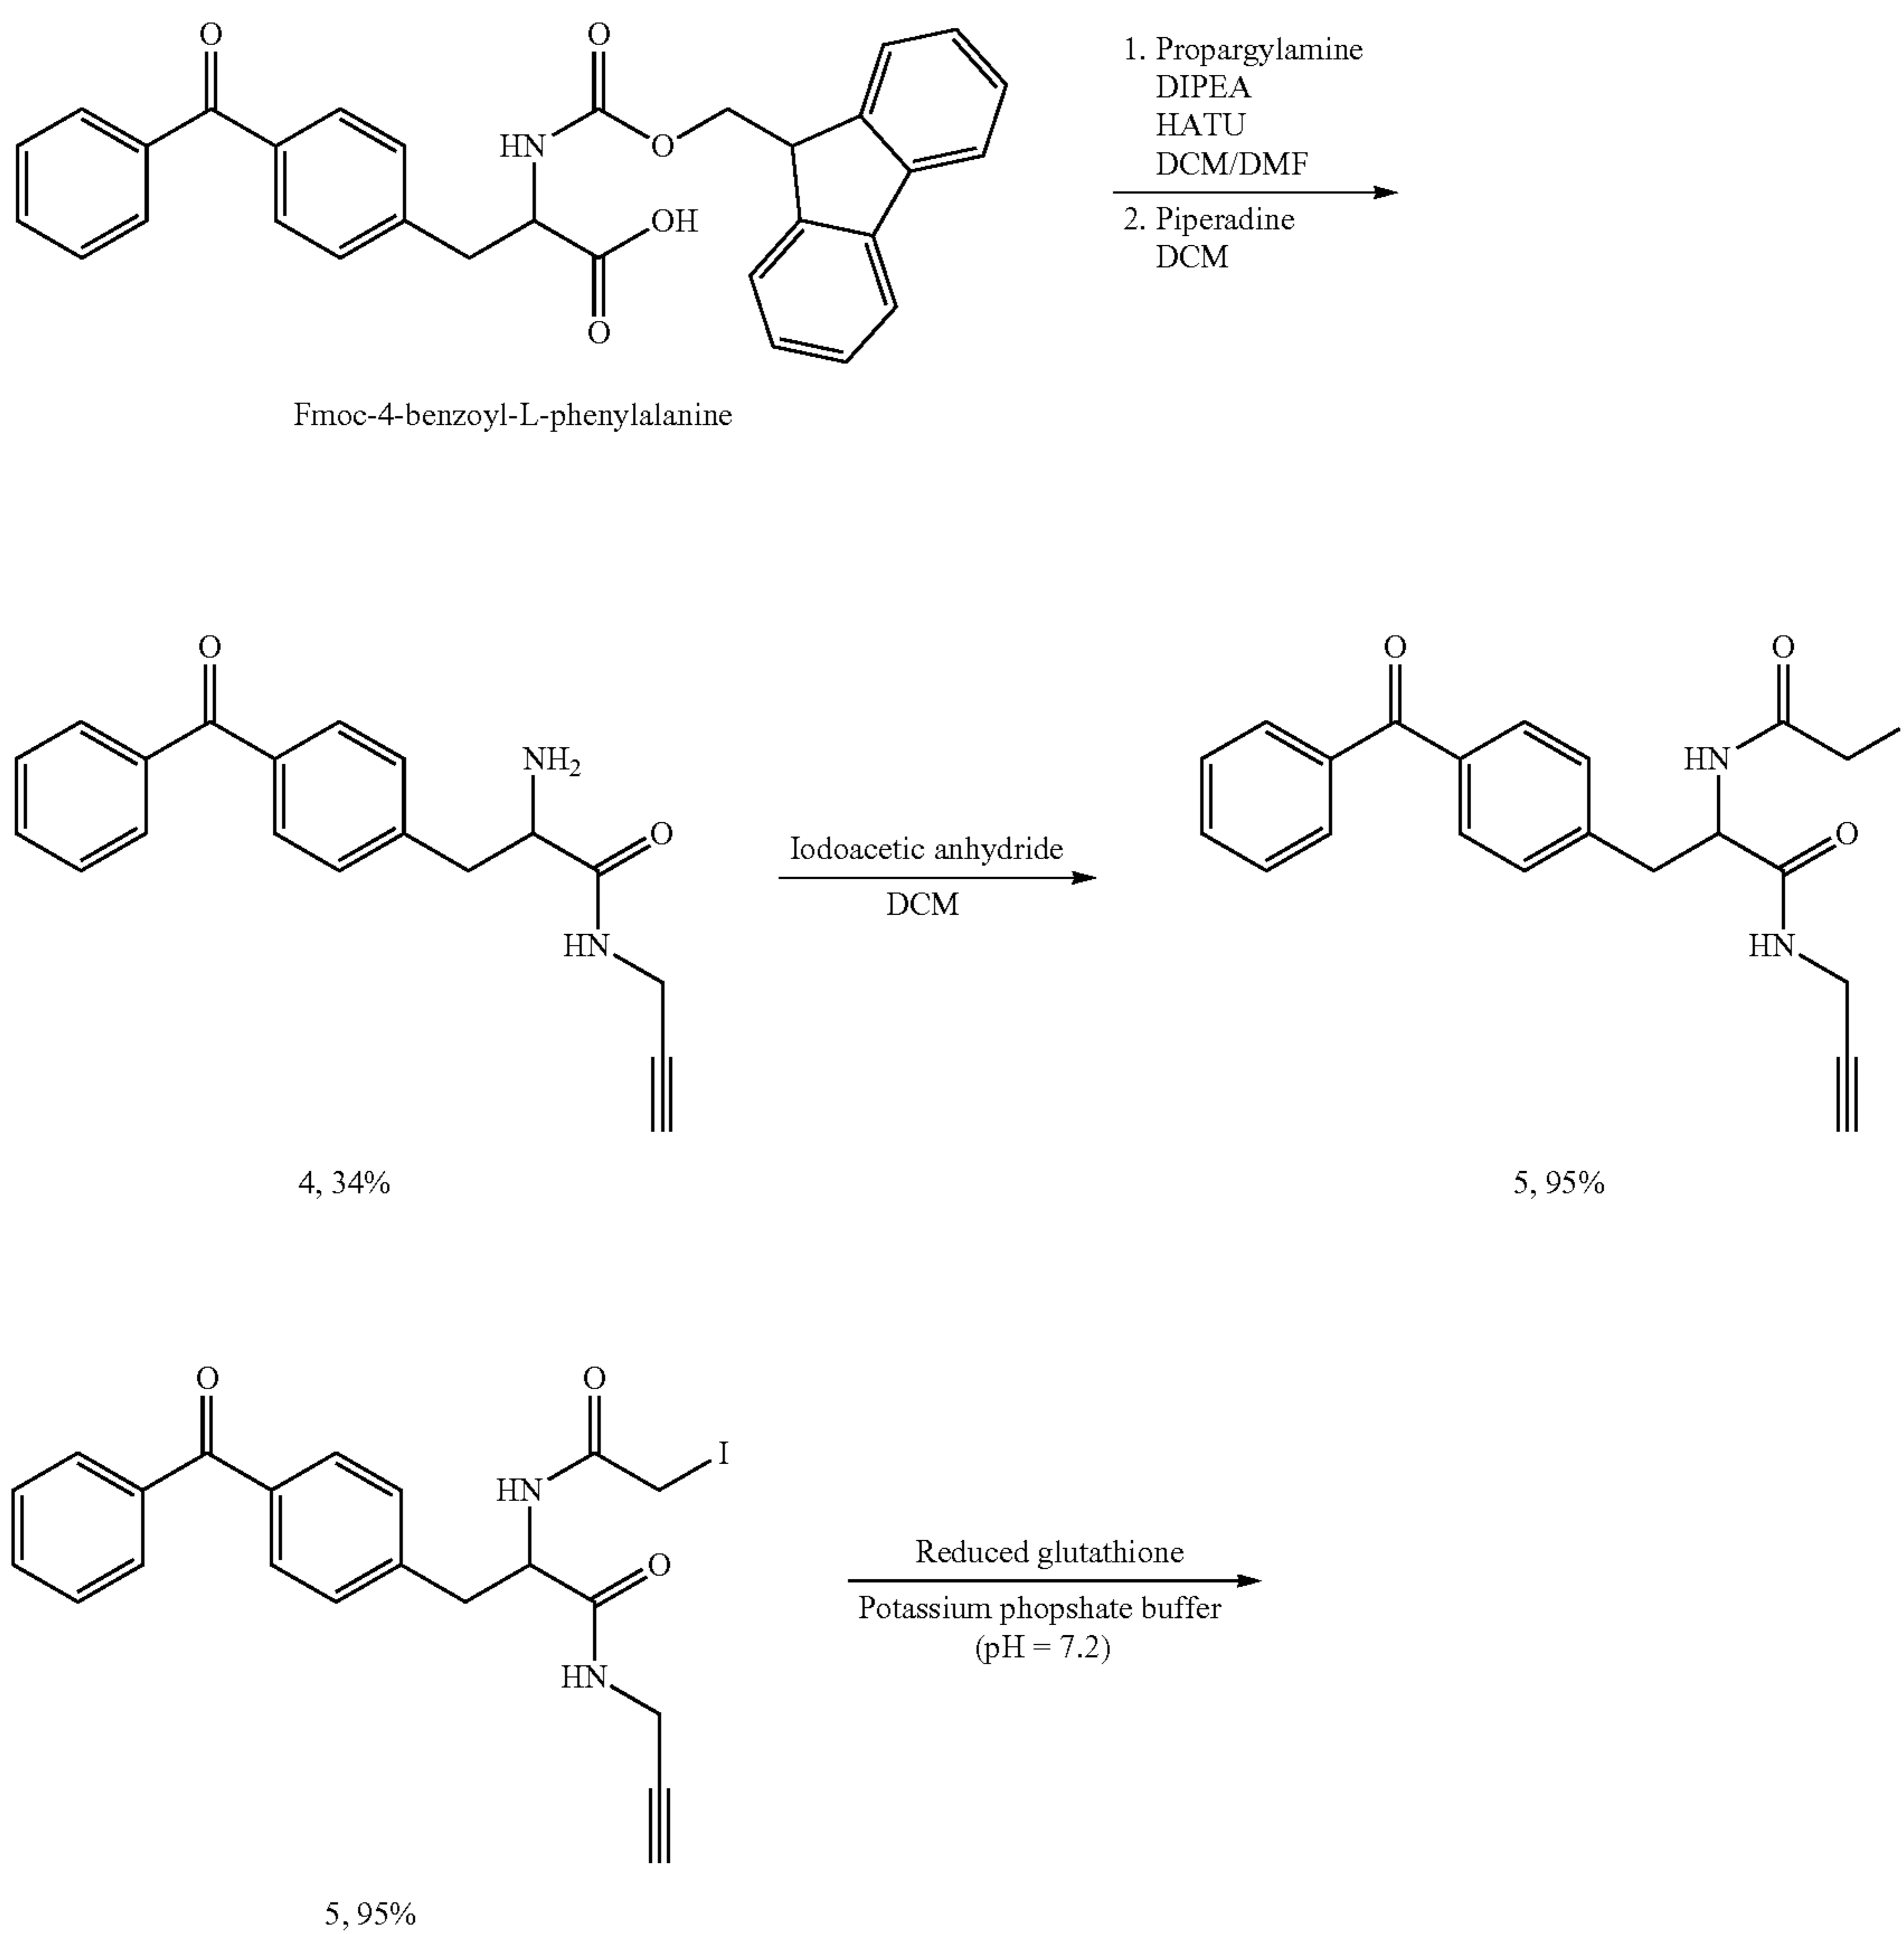 O
O
HN
O
OH
O
1. Propargylamine
DIPEA
HATU
DCM/DMF
2. Piperadine
DCM
Fmoc-4-benzoyl-L-phenylalanine
O
NH2
O
HN
4, 34%
Iodoacetic anhydride
DCM
O
O
HN
O
HN
5, 95%
O
O
I
HN
O
HN
5, 95%
Reduced glutathione
Potassium phopshate buffer
(pH = 7.2)